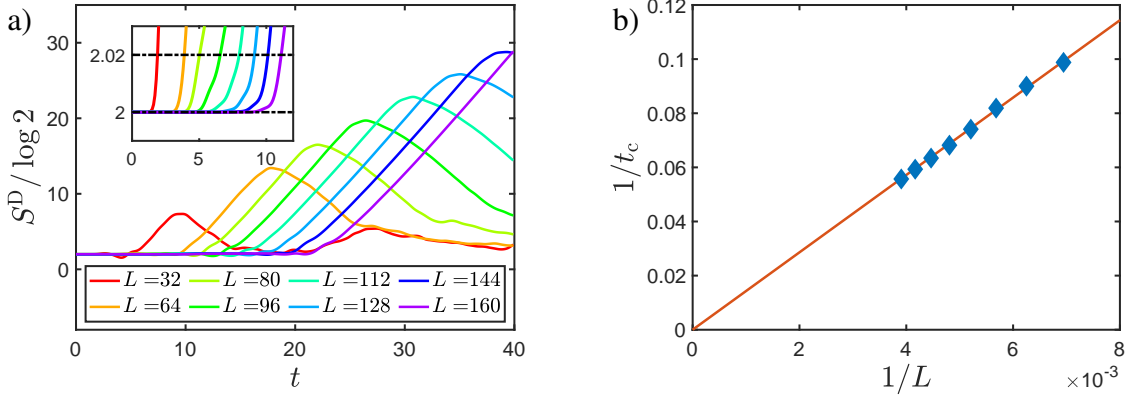 a)
S^D / log 2
30
20
10
0
2.02
2
0 5 10
L =32 L =80 L =112 L =144
L =64 L =96 L =128 L =160
0 10 20 30 40
t
b)
1/t_c
0.12
0.1
0.08
0.06
0.04
0.02
0
0 2 4 6 8
1/L
×10^-3